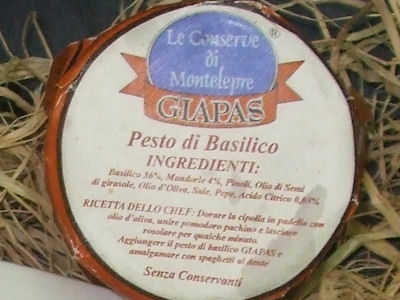 Le Conserve
di
Montelepre
®
GIAPAS
Pesto di Basilico
INGREDIENTI:
Basilico 36%, Mandorle 4%, Pinoli, Olio di Semi
di girasole, Olio d'Oliva, Sale, Pepe, Acido Citrico 0,03%
RICETTA DELLO CHEF: Dorare la cipolla in padella con
olio d'oliva, unire pomodoro pachino e lasciare
rosolare per qualche minuto.
Aggiungere il pesto di basilico GIAPAS e
amalgamare con spaghetti al dente
Senza Conservanti